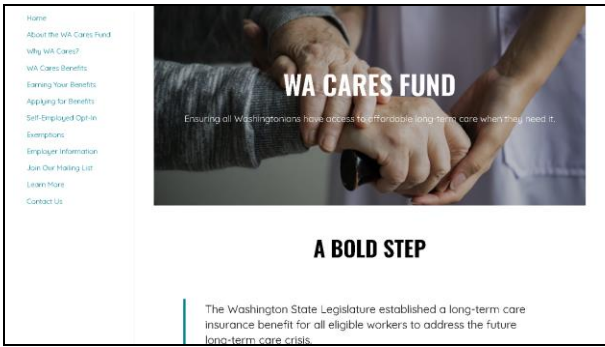 Home
About the WA Cares Fund
Why WA Cares?
WA Cares Benefits
Earning Your Benefits
Applying for Benefits
Self-Employed Opt-In
Exemptions
Employer Information
Join Our Mailing List
Learn More
Contact Us
WA CARES FUND
Ensuring all Washingtonians have access to affordable long-term care when they need it.
A BOLD STEP
The Washington State Legislature established a long-term care
insurance benefit for all eligible workers to address the future
long-term care crisis.